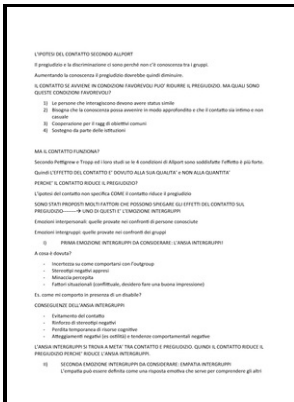 L'IPOTESI DEL CONTATTO SECONDO ALLPORT
Il pregiudizio e la discriminazione ci sono perché non c'è conoscenza tra i gruppi.
Aumentando la conoscenza il pregiudizio dovrebbe quindi diminuire.
IL CONTATTO SE AVVIENE IN CONDIZIONI FAVOREVOLI PUO' RIDURRE IL PREGIUDIZIO. MA QUALI SONO
QUESTE CONDIZIONI FAVOREVOLI?
1) Le persone che interagiscono devono avere status simile
2) Bisogna che la conoscenza possa avvenire in modo approfondito e che il contatto sia intimo e non
casuale
3) Cooperazione per il ragg di obiettivi comuni
4) Sostegno da parte delle istituzioni
MA IL CONTATTO FUNZIONA?
Secondo Pettigrew e Tropp ed i loro studi se le 4 condizioni di Allport sono soddisfatte l'effetto è più forte.
Quindi L'EFFETTO DEL CONTATTO E' DOVUTO ALLA SUA QUALITA' e NON ALLA QUANTITA'
PERCHE' IL CONTATTO RIDUCE IL PREGIUDIZIO?
L'ipotesi del contatto non specifica COME il contatto riduce il pregiudizio
SONO STATI PROPOSTI MOLTI FATTORI CHE POSSONO SPIEGARE GLI EFFETTI DEL CONTATTO SUL
PREGIUDIZIO--------→ UNO DI QUESTI E' L'EMOZIONE INTERGRUPPI
Emozioni interpersonali: quelle provate nei confronti di persone conosciute
Emozioni intergruppi: quelle provate nei confronti dei gruppi
I) PRIMA EMOZIONE INTERGRUPPI DA CONSIDERARE: L'ANSIA INTERGRUPPI
A cosa è dovuta?
- Incertezza su come comportarsi con l'outgroup
- Stereotipi negativi appresi
- Minaccia percepita
- Fattori situazionali (conflittuale, desidero fare una buona impressione)
Es. come mi comporto in presenza di un disabile?
CONSEGUENZE DELL'ANSIA INTERGRUPPI
- Evitamento del contatto
- Rinforzo di stereotipi negativi
- Perdita temporanea di risorse cognitive
- Atteggiamenti negativi (es ostilità) e tendenze comportamentali negative
L'ANSIA INTERGRUPPI SI TROVA A META' TRA CONTATTO E PREGIUDIZIO. QUINDI IL CONTATTO RIDUCE IL
PREGIUDIZIO PERCHE' RIDUCE L'ANSIA INTERGRUPPI.
II) SECONDA EMOZIONE INTERGRUPPI DA CONSIDERARE: EMPATIA INTERGRUPPI
L'empatia può essere definita come una risposta emotiva che serve per comprendere gli altri